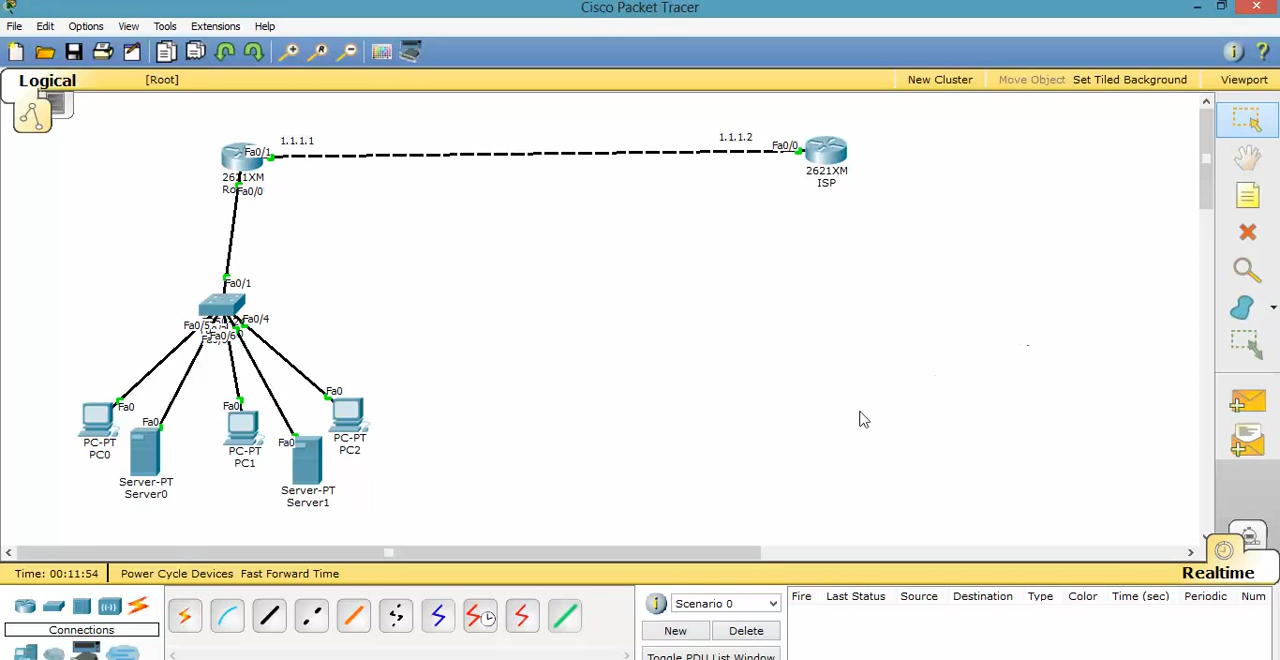 Cisco Packet Tracer
File Edit Options View Tools Extensions Help
Logical [Root] New Cluster Move Object Set Tiled Background Viewport
1.1.1.1
Fa0/1
2621XM
Fa0/0
1.1.1.2
Fa0/0
2621XM
ISP
Fa0/1
Fa0/4
Fa0/5
Fa0/6
Fa0
PC-PT
PC0
Fa0
Server-PT
Server0
Fa0
PC-PT
PC1
Fa0
Server-PT
Server1
Fa0
PC-PT
PC2
Time: 00:11:54 Power Cycle Devices Fast Forward Time
Realtime
Connections
Scenario 0
New Delete
Toggle PDU List Window
Fire Last Status Source Destination Type Color Time (sec) Periodic Num